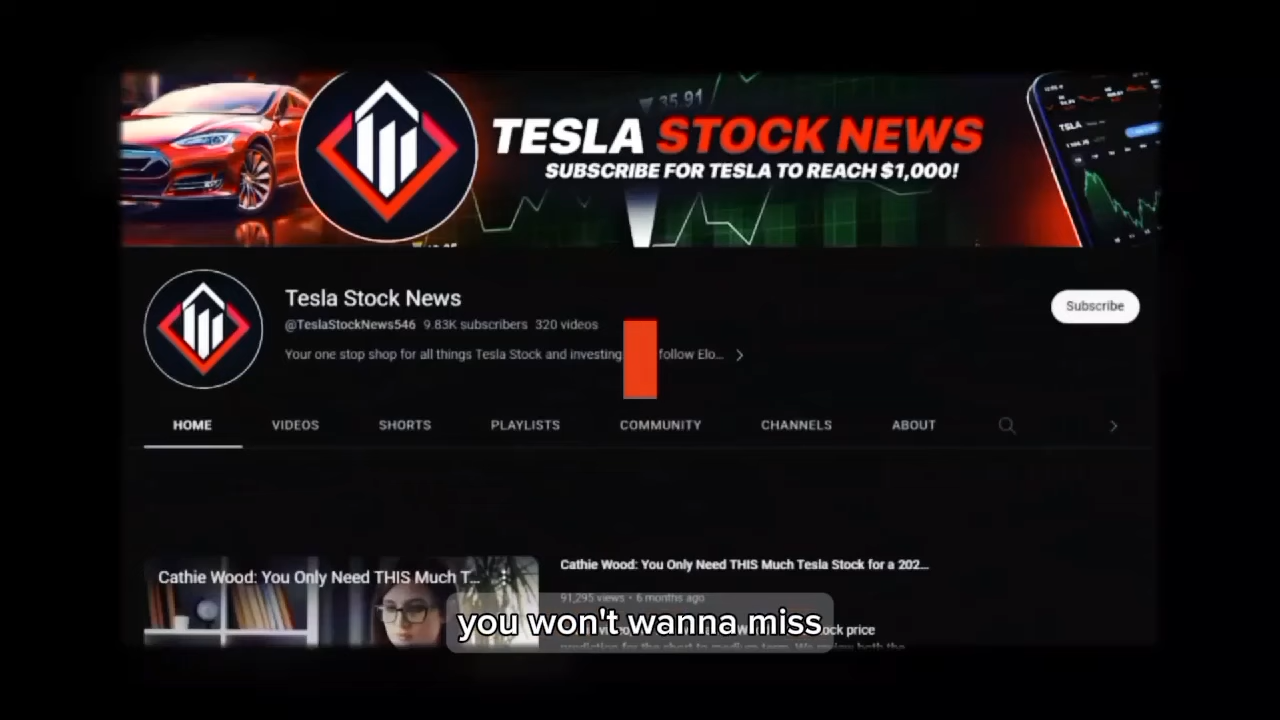 35.91
TESLA STOCK NEWS
SUBSCRIBE FOR TESLA TO REACH $1,000!
TSLA
Tesla Stock News
@TeslaStockNews546 9.83K subscribers 320 videos
Your one stop shop for all things Tesla Stock and investing follow Elo...
Subscribe
HOME VIDEOS SHORTS PLAYLISTS COMMUNITY CHANNELS ABOUT
Cathie Wood: You Only Need THIS Much T...
Cathie Wood: You Only Need THIS Much Tesla Stock for a 202...
91,295 views • 6 months ago
you won't wanna miss
price